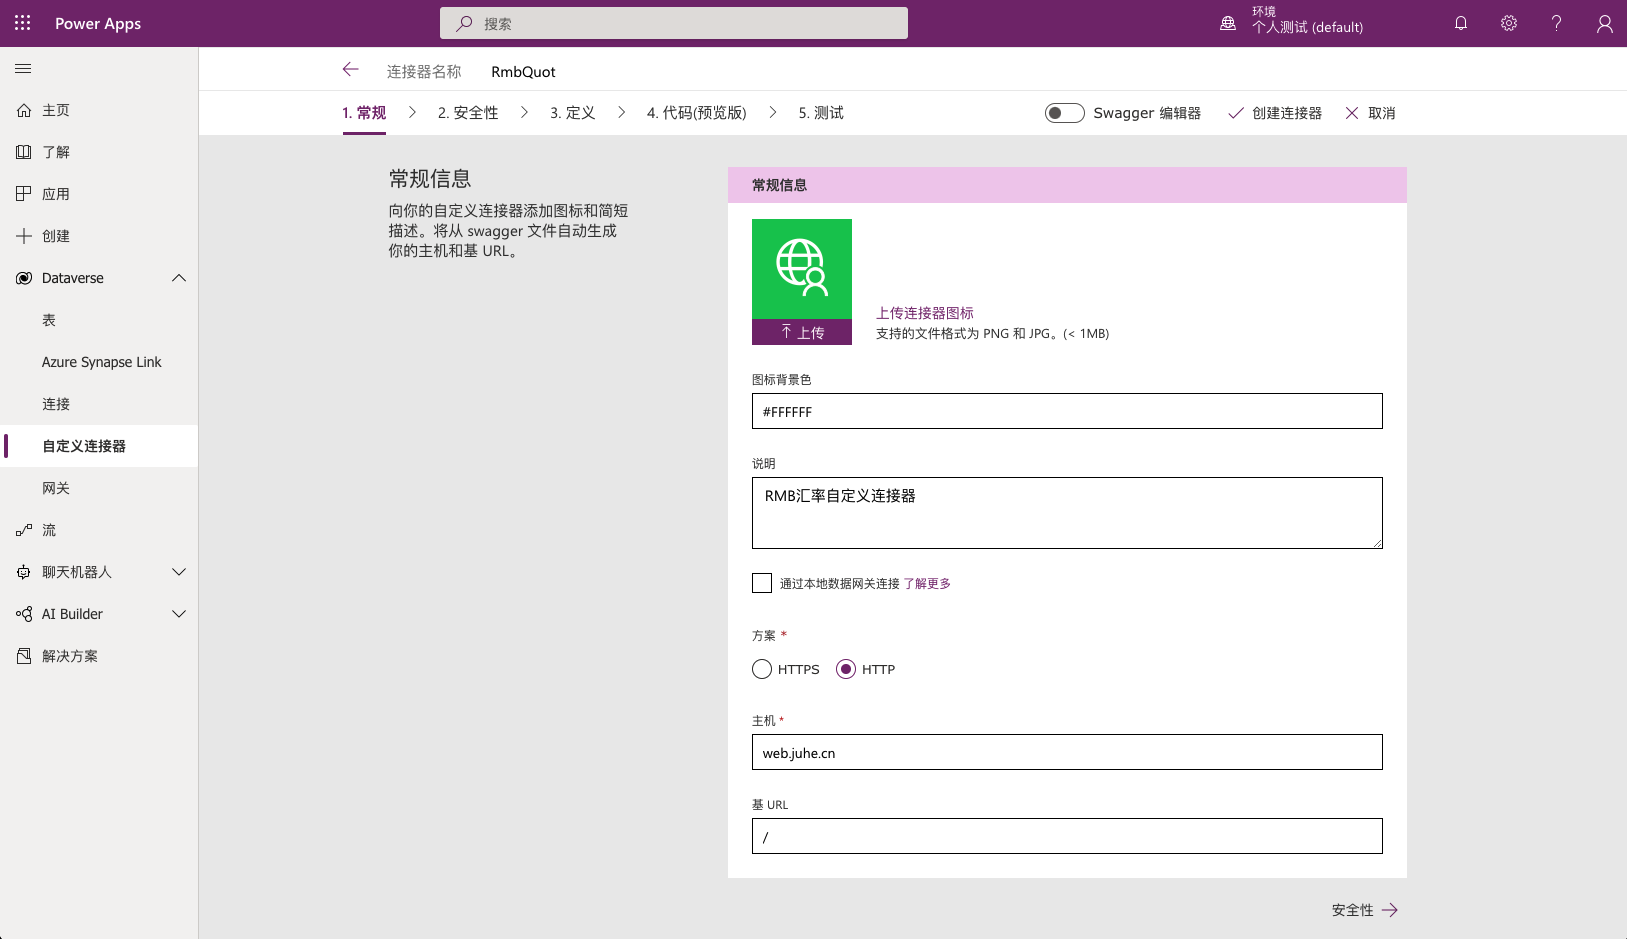 Power Apps
搜索
环境
个人测试 (default)
连接器名称
RmbQuot
1. 常规
2. 安全性
3. 定义
4. 代码(预览版)
5. 测试
Swagger 编辑器
创建连接器
取消
主页
了解
应用
创建
Dataverse
表
Azure Synapse Link
连接
自定义连接器
网关
流
聊天机器人
AI Builder
解决方案
常规信息
向你的自定义连接器添加图标和简短
描述。将从 swagger 文件自动生成
你的主机和基 URL。
常规信息
上传
上传连接器图标
支持的文件格式为 PNG 和 JPG。(< 1MB)
图标背景色
#FFFFFF
说明
RMB汇率自定义连接器
通过本地数据网关连接 了解更多
方案 *
HTTPS
HTTP
主机 *
web.juhe.cn
基 URL
/
安全性